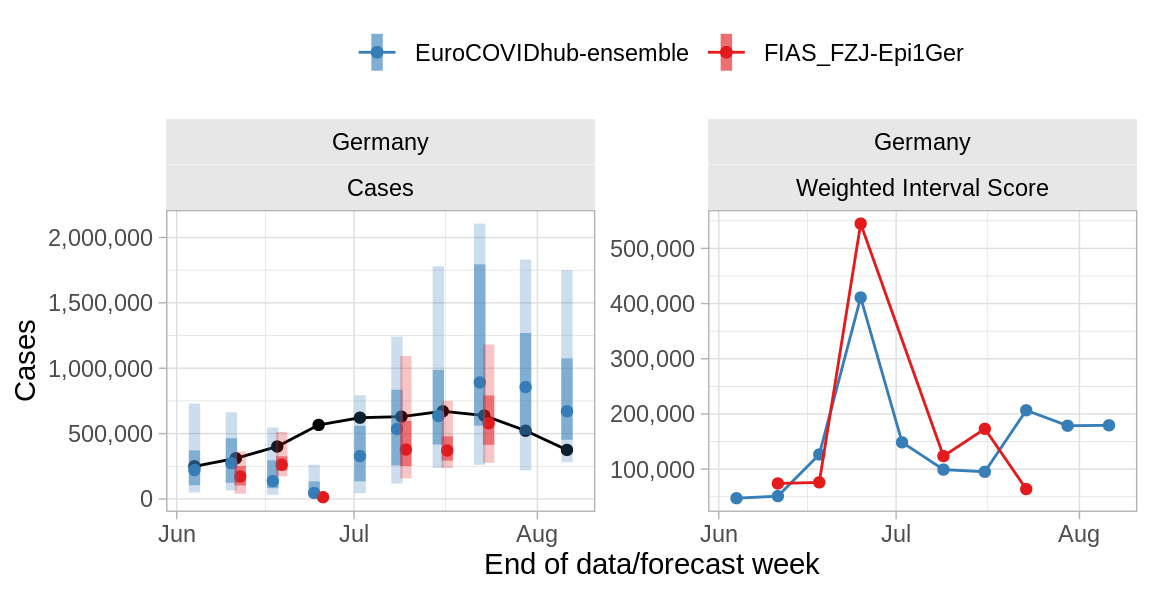 EuroCOVIDhub-ensemble FIAS_FZJ-Epi1Ger
Germany
Cases
Germany
Weighted Interval Score
Cases
2,000,000
1,500,000
1,000,000
500,000
0
Jun Jul Aug
500,000
400,000
300,000
200,000
100,000
Jun Jul Aug
End of data/forecast week